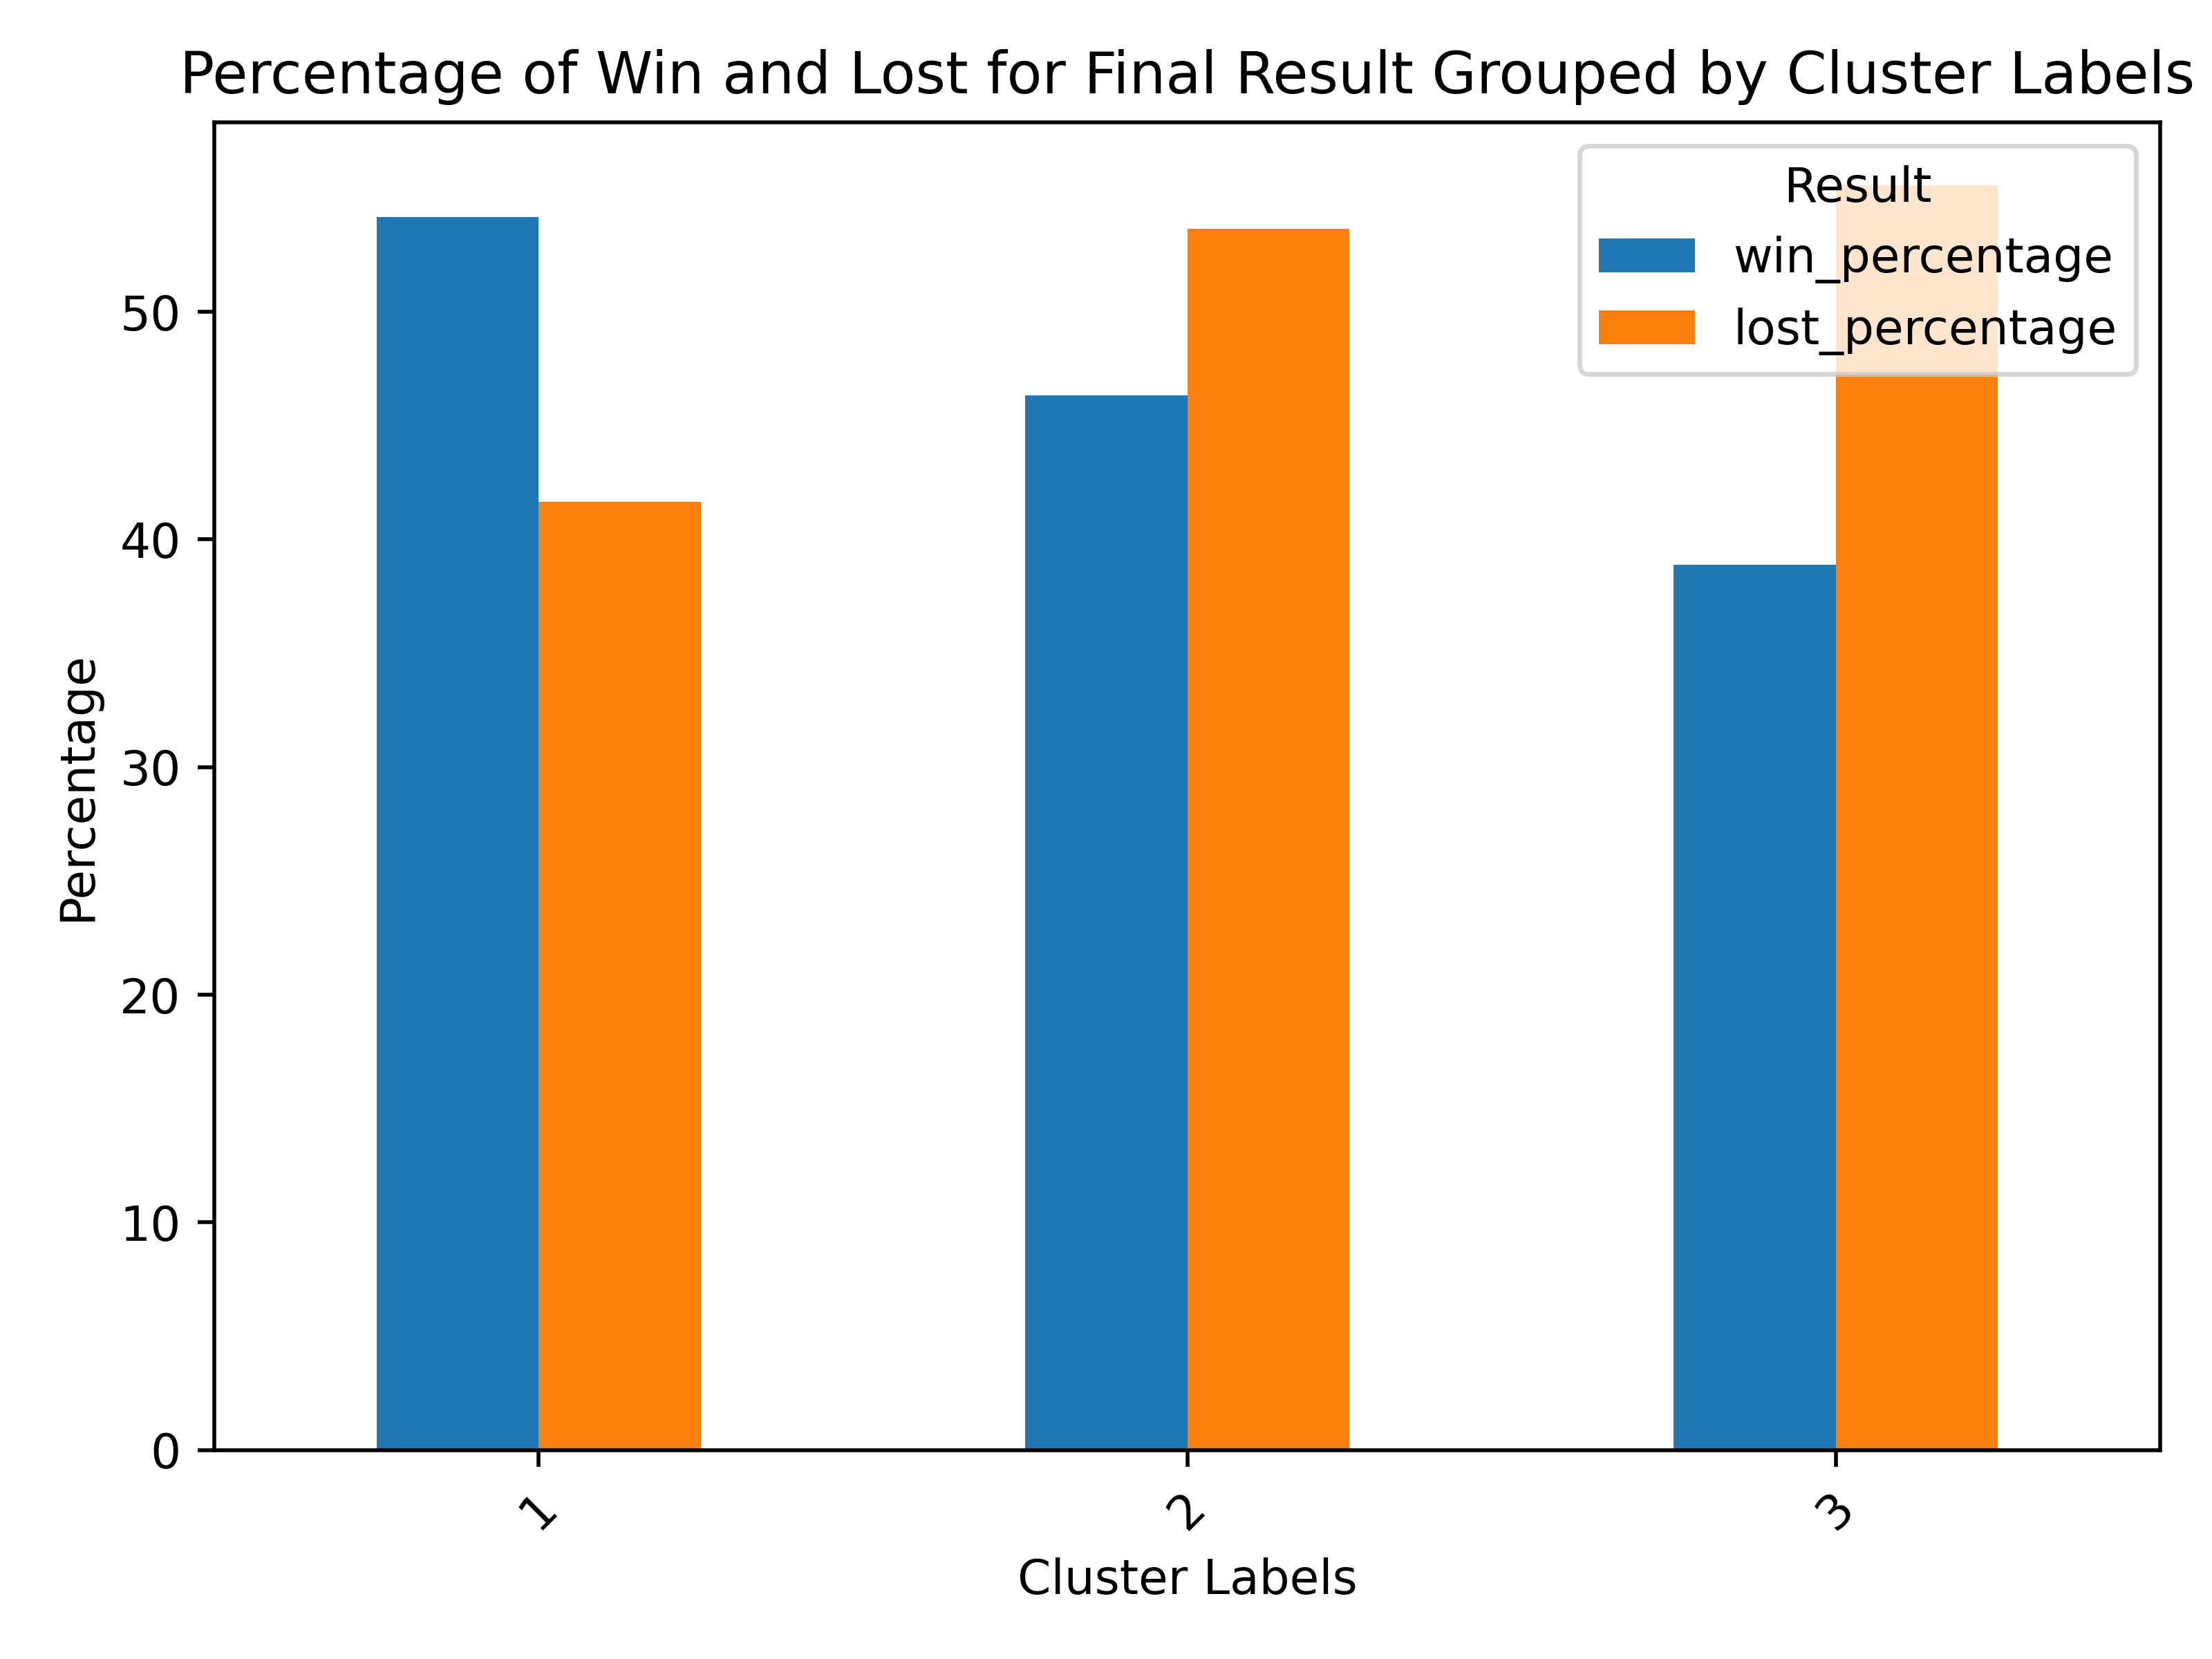 Percentage of Win and Lost for Final Result Grouped by Cluster Labels
Result
win_percentage
lost_percentage
Percentage
50
40
30
20
10
0
1
2
3
Cluster Labels